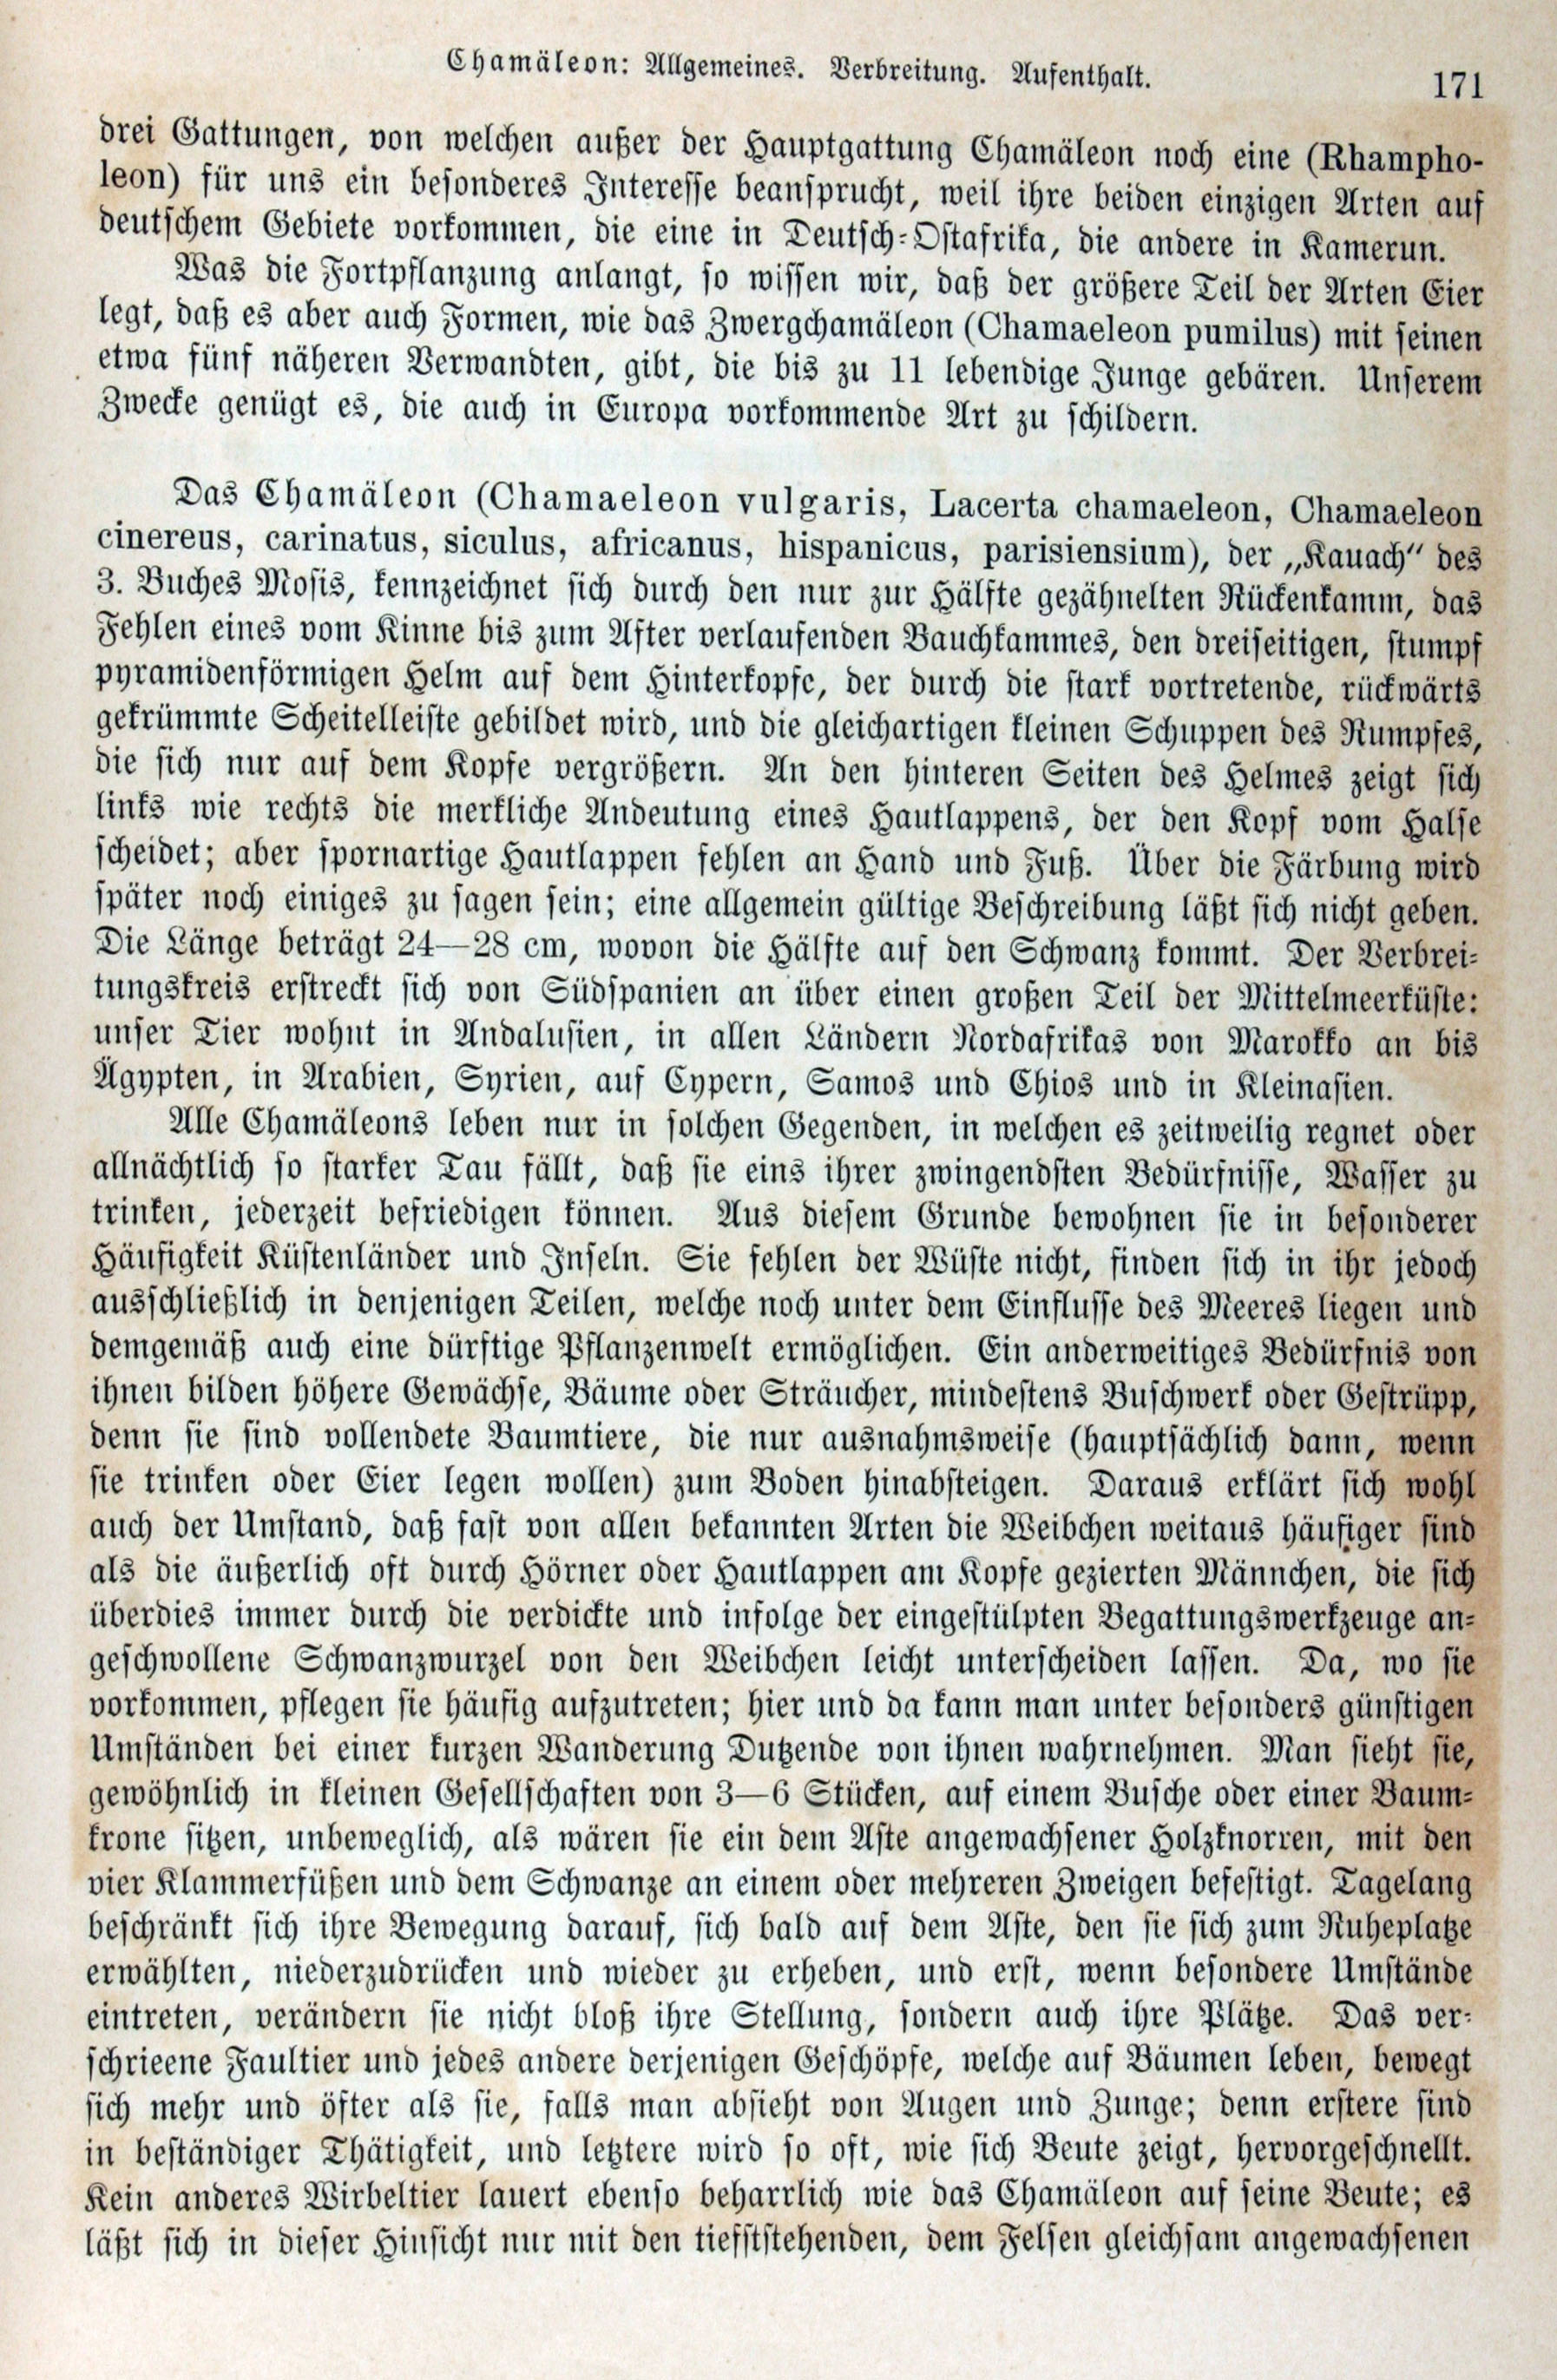 Chamäleon: Allgemeines. Verbreitung. Aufenthalt. 171
drei Gattungen, von welchen außer der Hauptgattung Chamäleon noch eine (Rhampho-
leon) für uns ein besonderes Interesse beansprucht, weil ihre beiden einzigen Arten auf
deutschem Gebiete vorkommen, die eine in Deutsch-Ostafrika, die andere in Kamerun.
Was die Fortpflanzung anlangt, so wissen wir, daß der größere Teil der Arten Eier
legt, daß es aber auch Formen, wie das Zwergchamäleon (Chamaeleon pumilus) mit seinen
etwa fünf näheren Verwandten, gibt, die bis zu 11 lebendige Junge gebären. Unserem
Zwecke genügt es, die auch in Europa vorkommende Art zu schildern.
Das Chamäleon (Chamaeleon vulgaris, Lacerta chamaeleon, Chamaeleon
cinereus, carinatus, siculus, africanus, hispanicus, parisiensium), der „Kauach“ des
3. Buches Mosis, kennzeichnet sich durch den nur zur Hälfte gezähnelten Rückenkamm, das
Fehlen eines vom Kinne bis zum After verlaufenden Bauchkammes, den dreiseitigen, stumpf
pyramidenförmigen Helm auf dem Hinterkopfe, der durch die stark vortretende, rückwärts
gekrümmte Scheitelleiste gebildet wird, und die gleichartigen kleinen Schuppen des Rumpfes,
die sich nur auf dem Kopfe vergrößern. An den hinteren Seiten des Helmes zeigt sich
links wie rechts die merkliche Andeutung eines Hautlappens, der den Kopf vom Halse
scheidet; aber spornartige Hautlappen fehlen an Hand und Fuß. Über die Färbung wird
später noch einiges zu sagen sein; eine allgemein gültige Beschreibung läßt sich nicht geben.
Die Länge beträgt 24—28 cm, wovon die Hälfte auf den Schwanz kommt. Der Verbrei-
tungskreis erstreckt sich von Südspanien an über einen großen Teil der Mittelmeerküste:
unser Tier wohnt in Andalusien, in allen Ländern Nordafrikas von Marokko an bis
Ägypten, in Arabien, Syrien, auf Cypern, Samos und Chios und in Kleinasien.
Alle Chamäleons leben nur in solchen Gegenden, in welchen es zeitweilig regnet oder
allnächtlich so starker Tau fällt, daß sie eins ihrer zwingendsten Bedürfnisse, Wasser zu
trinken, jederzeit befriedigen können. Aus diesem Grunde bewohnen sie in besonderer
Häufigkeit Küstenländer und Inseln. Sie fehlen der Wüste nicht, finden sich in ihr jedoch
ausschließlich in denjenigen Teilen, welche noch unter dem Einflusse des Meeres liegen und
demgemäß auch eine dürftige Pflanzenwelt ermöglichen. Ein anderweitiges Bedürfnis von
ihnen bilden höhere Gewächse, Bäume oder Sträucher, mindestens Buschwerk oder Gestrüpp,
denn sie sind vollendete Baumtiere, die nur ausnahmsweise (hauptsächlich dann, wenn
sie trinken oder Eier legen wollen) zum Boden hinabsteigen. Daraus erklärt sich wohl
auch der Umstand, daß fast von allen bekannten Arten die Weibchen weitaus häufiger sind
als die äußerlich oft durch Hörner oder Hautlappen am Kopfe gezierten Männchen, die sich
überdies immer durch die verdickte und infolge der eingestülpten Begattungswerkzeuge an-
geschwollene Schwanzwurzel von den Weibchen leicht unterscheiden lassen. Da, wo sie
vorkommen, pflegen sie häufig aufzutreten; hier und da kann man unter besonders günstigen
Umständen bei einer kurzen Wanderung Dutzende von ihnen wahrnehmen. Man sieht sie,
gewöhnlich in kleinen Gesellschaften von 3—6 Stücken, auf einem Busche oder einer Baum-
krone sitzen, unbeweglich, als wären sie ein dem Aste angewachsener Holzknorren, mit den
vier Klammerfüßen und dem Schwanze an einem oder mehreren Zweigen befestigt. Tagelang
beschränkt sich ihre Bewegung darauf, sich bald auf dem Aste, den sie sich zum Ruheplatze
erwählten, niederzudrücken und wieder zu erheben, und erst, wenn besondere Umstände
eintreten, verändern sie nicht bloß ihre Stellung, sondern auch ihre Plätze. Das ver-
schrieene Faultier und jedes andere derjenigen Geschöpfe, welche auf Bäumen leben, bewegt
sich mehr und öfter als sie, falls man absieht von Augen und Zunge; denn erstere sind
in beständiger Thätigkeit, und letztere wird so oft, wie sich Beute zeigt, hervorgeschnellt.
Kein anderes Wirbeltier lauert ebenso beharrlich wie das Chamäleon auf seine Beute; es
läßt sich in dieser Hinsicht nur mit den tiefststehenden, dem Felsen gleichsam angewachsenen